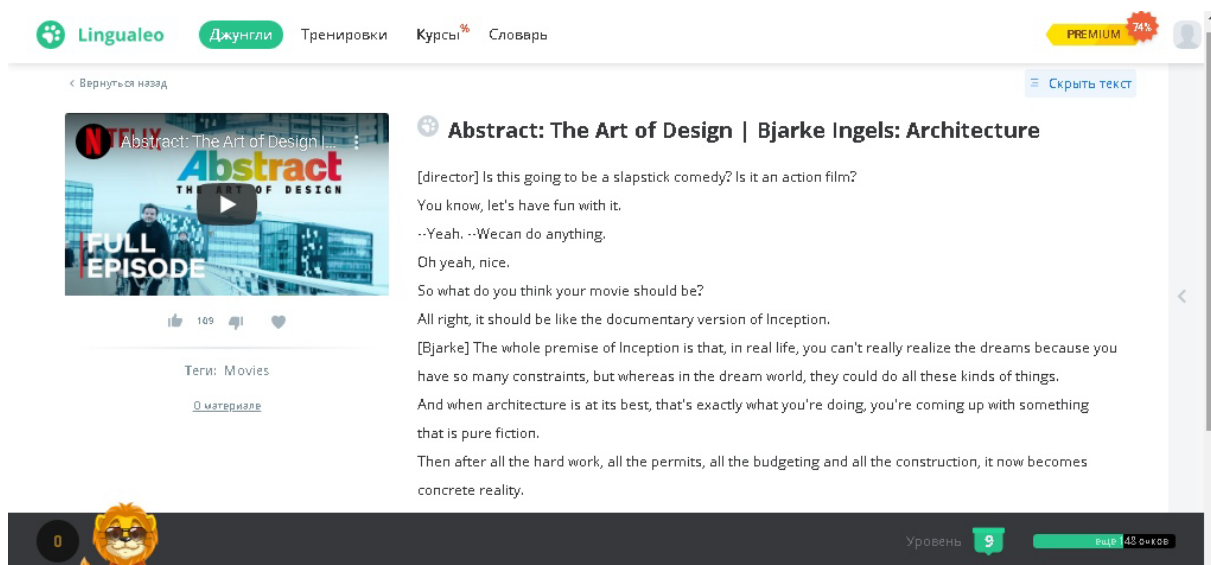 Lingualeo Джунгли Тренировки Курсы% Словарь PREMIUM 74%
< Вернуться назад
Скрыть текст
NETFLIX
Abstract: The Art of Design |...
Abstract
THE ART OF DESIGN
FULL
EPISODE
109
Теги: Movies
О материале
Abstract: The Art of Design | Bjarke Ingels: Architecture
[director] Is this going to be a slapstick comedy? Is it an action film?
You know, let's have fun with it.
--Yeah. --Wecan do anything.
Oh yeah, nice.
So what do you think your movie should be?
All right, it should be like the documentary version of Inception.
[Bjarke] The whole premise of Inception is that, in real life, you can't really realize the dreams because you
have so many constraints, but whereas in the dream world, they could do all these kinds of things.
And when architecture is at its best, that's exactly what you're doing, you're coming up with something
that is pure fiction.
Then after all the hard work, all the permits, all the budgeting and all the construction, it now becomes
concrete reality.
0
Уровень 9 еще 148 очков